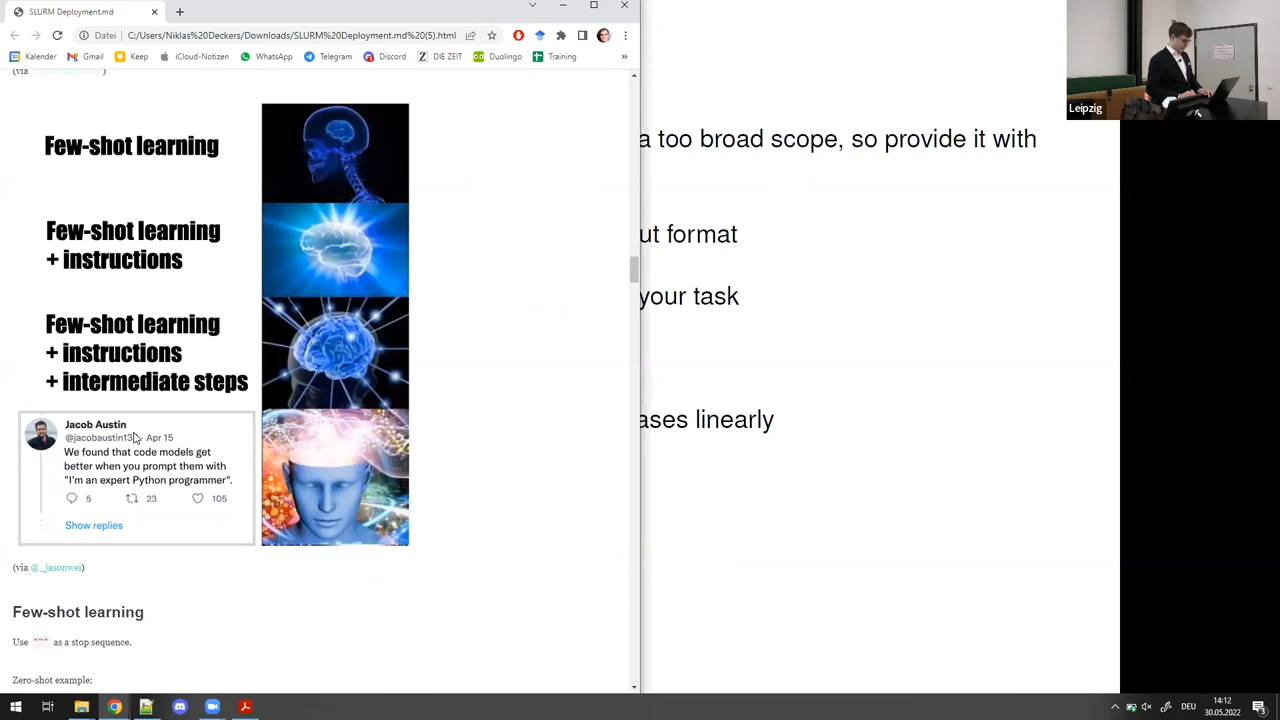 SLURM Deployment.md
Datei
C:/Users/Niklas%20Deckers/Downloads/SLURM%20Deployment.md%20(5).html
Kalender
Gmail
Keep
iCloud-Notizen
WhatsApp
Telegram
Discord
DIE ZEIT
Duolingo
Training
»
(via
)
Few-shot learning
Few-shot learning
+ instructions
Few-shot learning
+ instructions
+ intermediate steps
Jacob Austin
@jacobaustin13 · Apr 15
We found that code models get
better when you prompt them with
"I'm an expert Python programmer".
5 23 105
Show replies
(via @_jasonwei)
Few-shot learning
Use """ as a stop sequence.
Zero-shot example:
a too broad scope, so provide it with
ut format
your task
ases linearly
Leipzig
DEU
14:12
30.05.2022
3